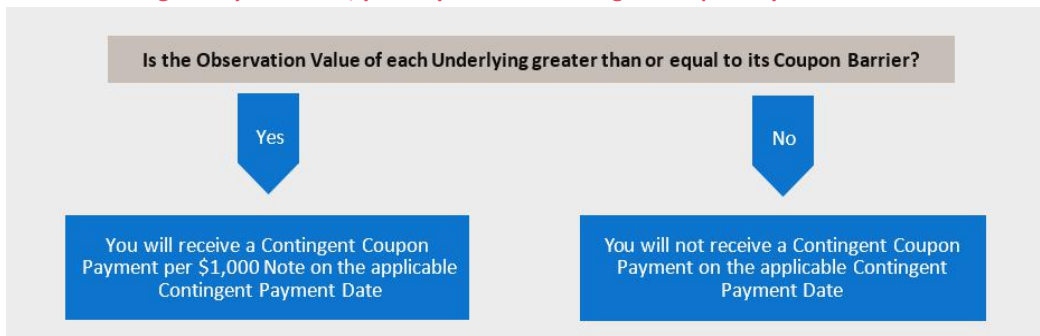 Is the Observation Value of each Underlying greater than or equal to its Coupon Barrier?
Yes
No
You will receive a Contingent Coupon
Payment per $1,000 Note on the applicable
Contingent Payment Date
You will not receive a Contingent Coupon
Payment on the applicable Contingent
Payment Date